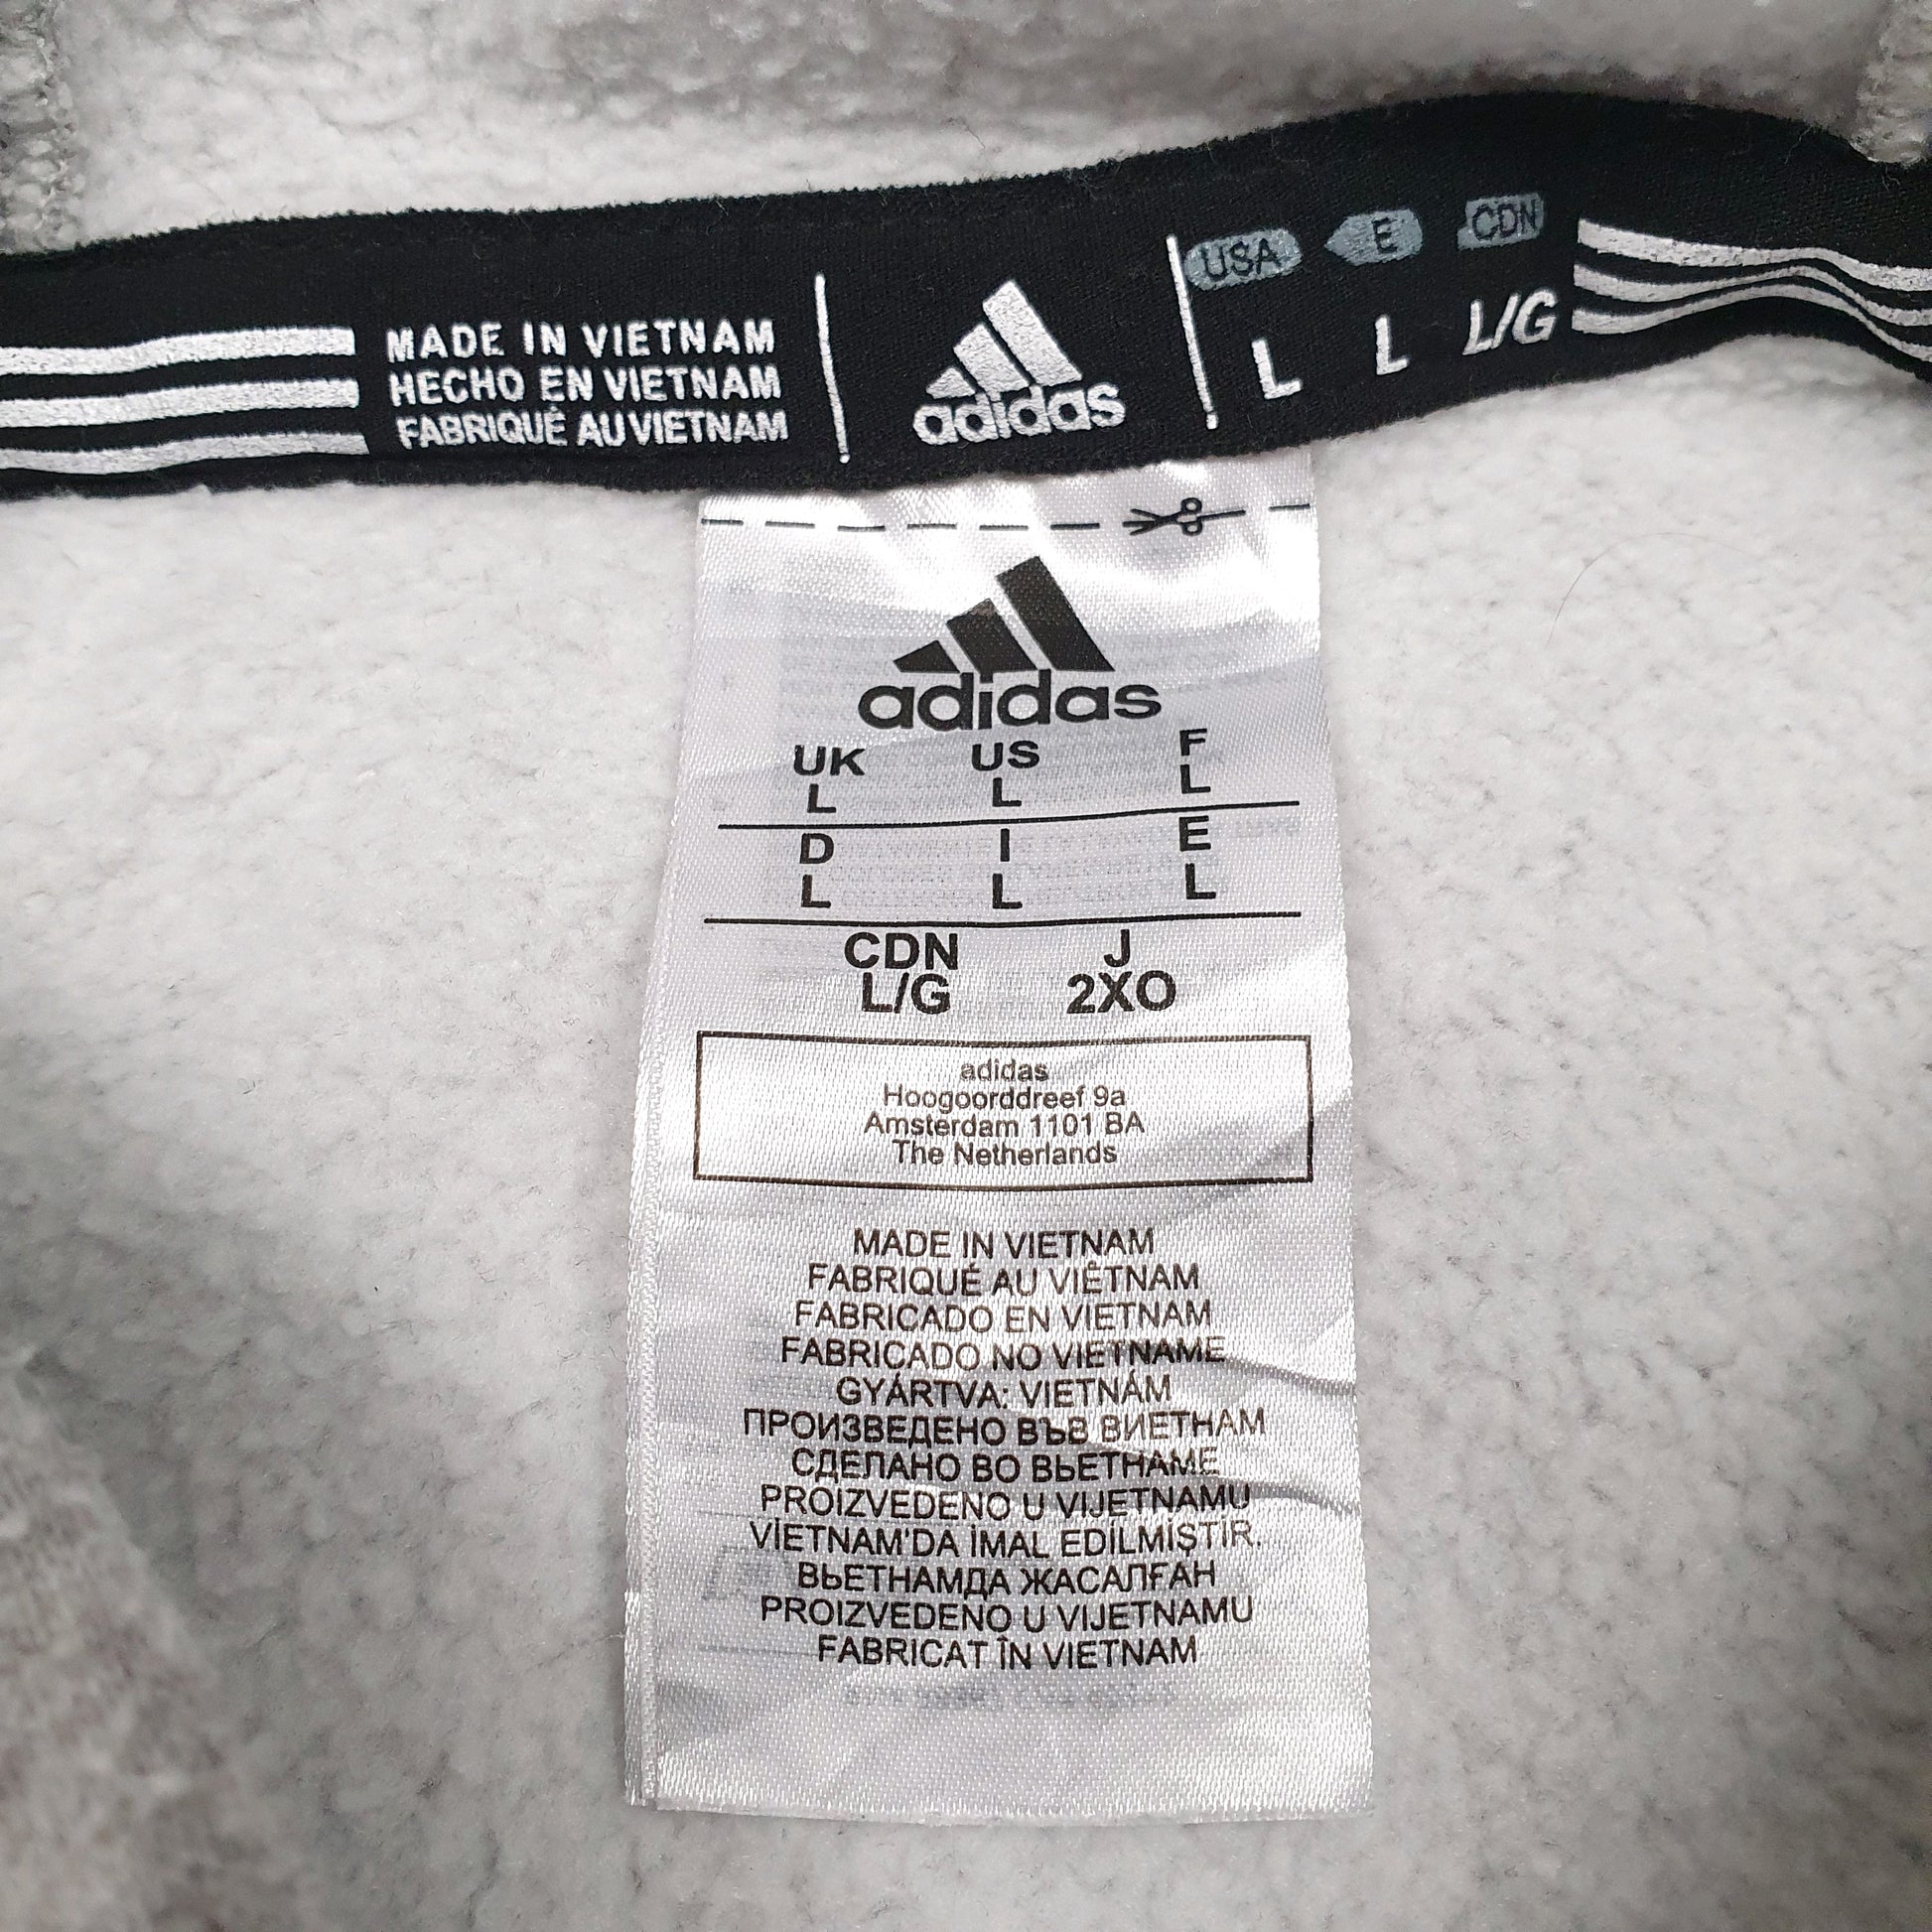 MADE IN VIETNAM
HECHO EN VIETNAM
FABRIQUÉ AU VIETNAM
adidas
USA E CDN
L L L/G
adidas
UK US F
L L L
D I E
L L L
CDN J
L/G 2XO
adidas
Hoogoorddreef 9a
Amsterdam 1101 BA
The Netherlands
MADE IN VIETNAM
FABRIQUÉ AU VIÊTNAM
FABRICADO EN VIETNAM
FABRICADO NO VIETNAME
GYÁRTVA: VIETNÁM
ПРОИЗВЕДЕНО ВЪВ ВИЕТНАМ
СДЕЛАНО ВО ВЬЕТНАМЕ
PROIZVEDENO U VIJETNAMU
VİETNAM'DA İMAL EDİLMİŞTİR.
ВЬЕТНАМДА ЖАСАЛҒАН
PROIZVEDENO U VIJETNAMU
FABRICAT ÎN VIETNAM